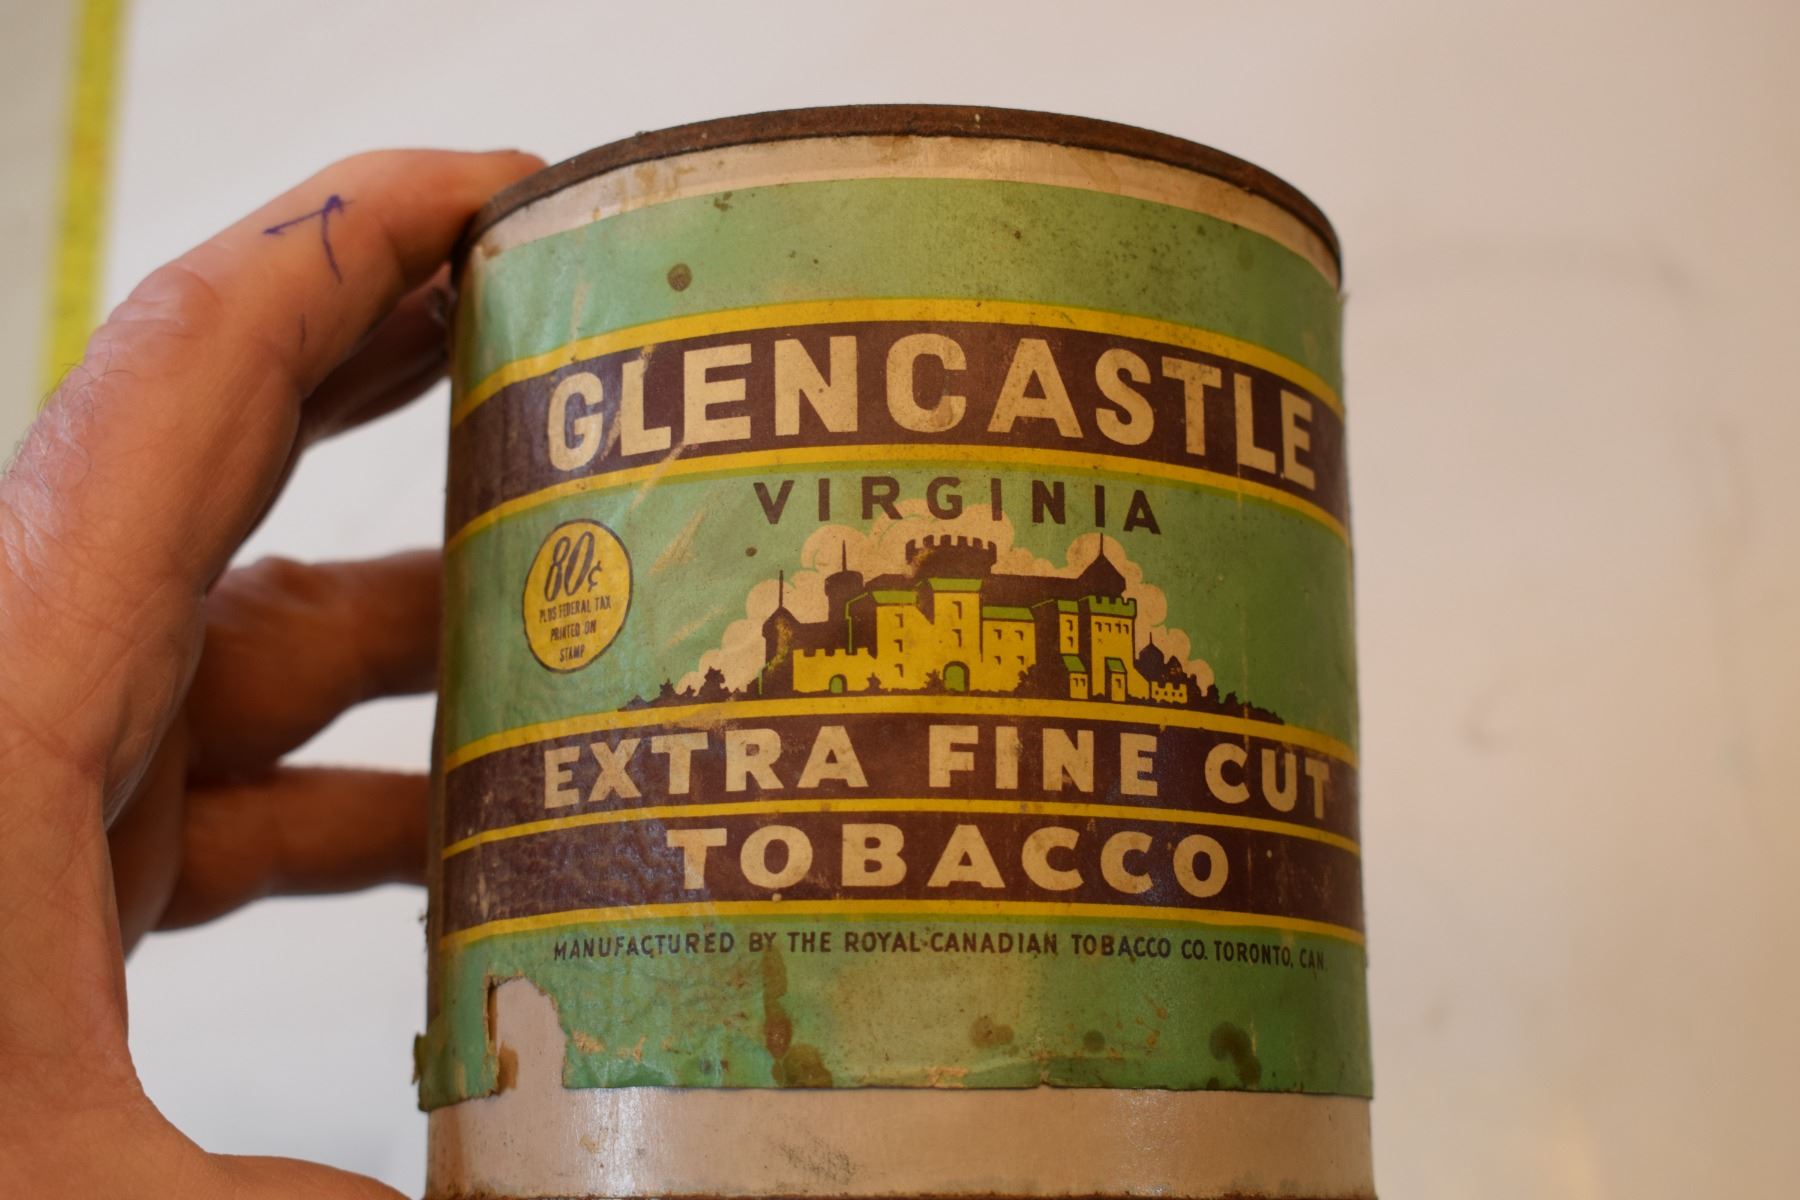 GLENCASTLE
VIRGINIA
80¢
PLUS FEDERAL TAX
PRINTED ON
STAMP
EXTRA FINE CUT
TOBACCO
MANUFACTURED BY THE ROYAL CANADIAN TOBACCO CO. TORONTO, CAN.